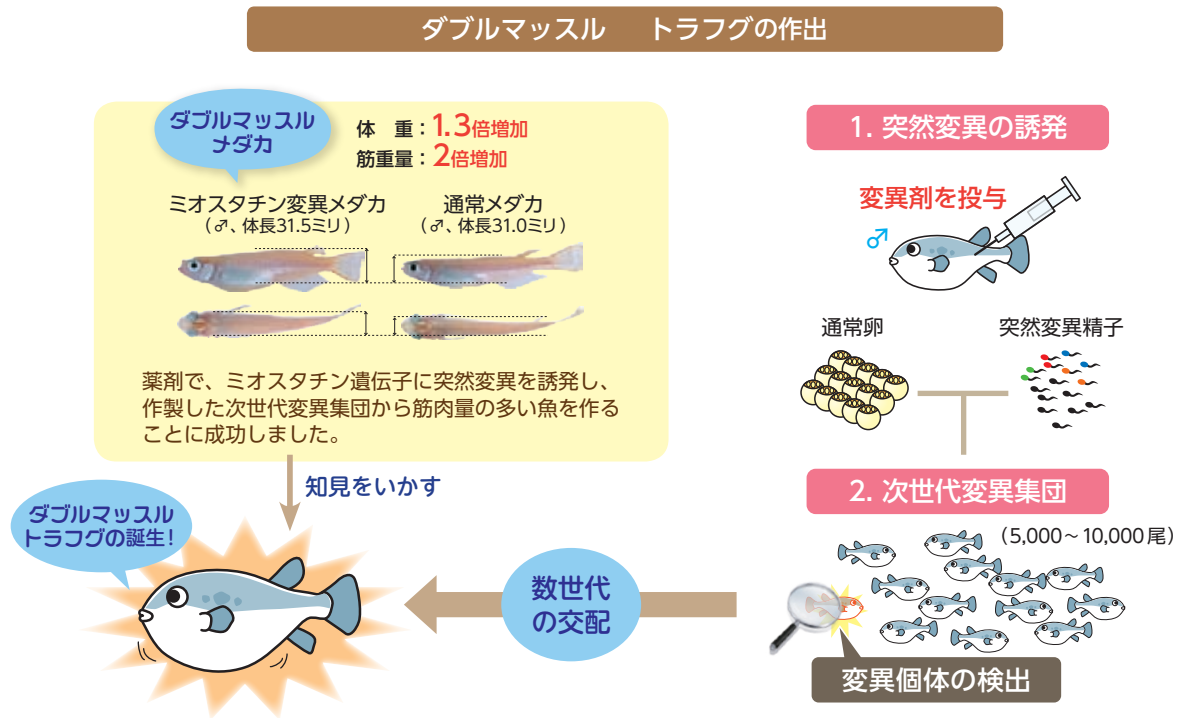 ダブルマッスル　トラフグの作出
ダブルマッスル
メダカ
体　重：1.3倍増加
筋重量：2倍増加
ミオスタチン変異メダカ
（♂、体長31.5ミリ）
通常メダカ
（♂、体長31.0ミリ）
薬剤で、ミオスタチン遺伝子に突然変異を誘発し、
作製した次世代変異集団から筋肉量の多い魚を作る
ことに成功しました。
知見をいかす
ダブルマッスル
トラフグの誕生！
1. 突然変異の誘発
変異剤を投与
♂
通常卵
突然変異精子
2. 次世代変異集団
（5,000～10,000尾）
変異個体の検出
数世代
の交配